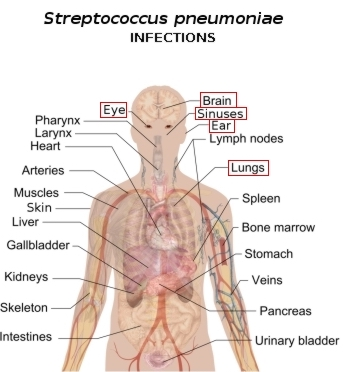 Streptococcus pneumoniae
INFECTIONS
Brain
Eye
Sinuses
Pharynx
Ear
Larynx
Lymph nodes
Heart
Arteries
Lungs
Muscles
Spleen
Skin
Liver
Bone marrow
Gallbladder
Stomach
Kidneys
Veins
Skeleton
Pancreas
Intestines
Urinary bladder